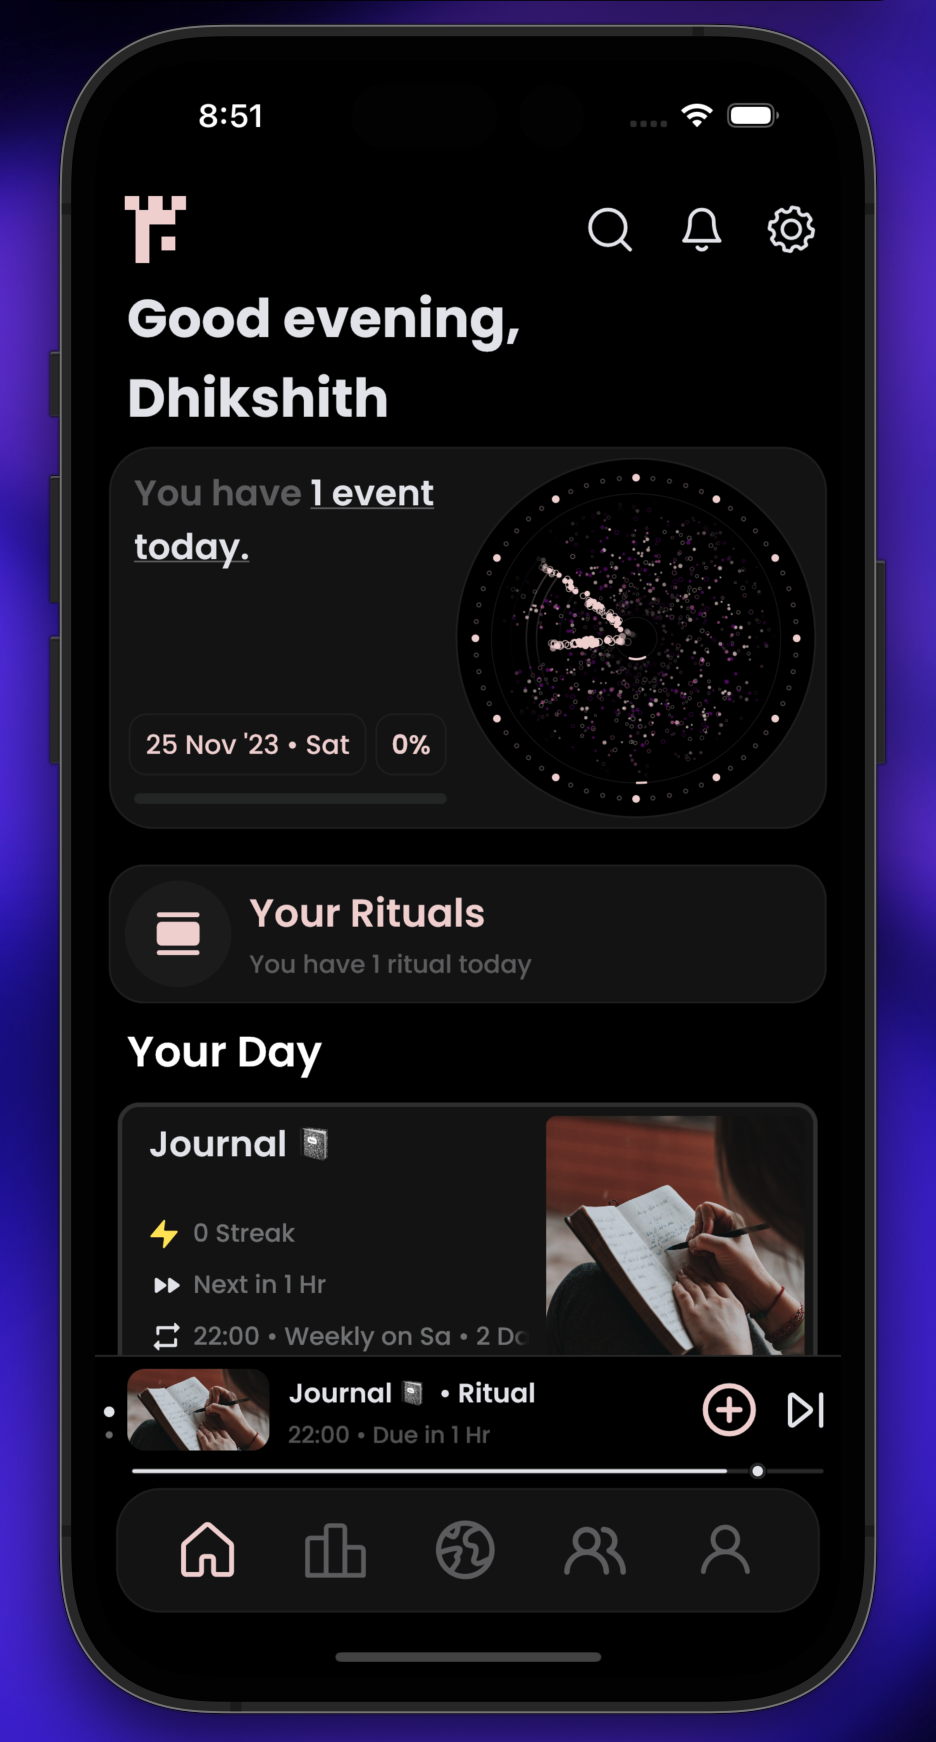 8:51
Good evening,
Dhikshith
You have 1 event
today.
25 Nov '23 • Sat
0%
Your Rituals
You have 1 ritual today
Your Day
Journal 📓
0 Streak
Next in 1 Hr
22:00 • Weekly on Sa • 2 Da
Journal 📓 • Ritual
22:00 • Due in 1 Hr